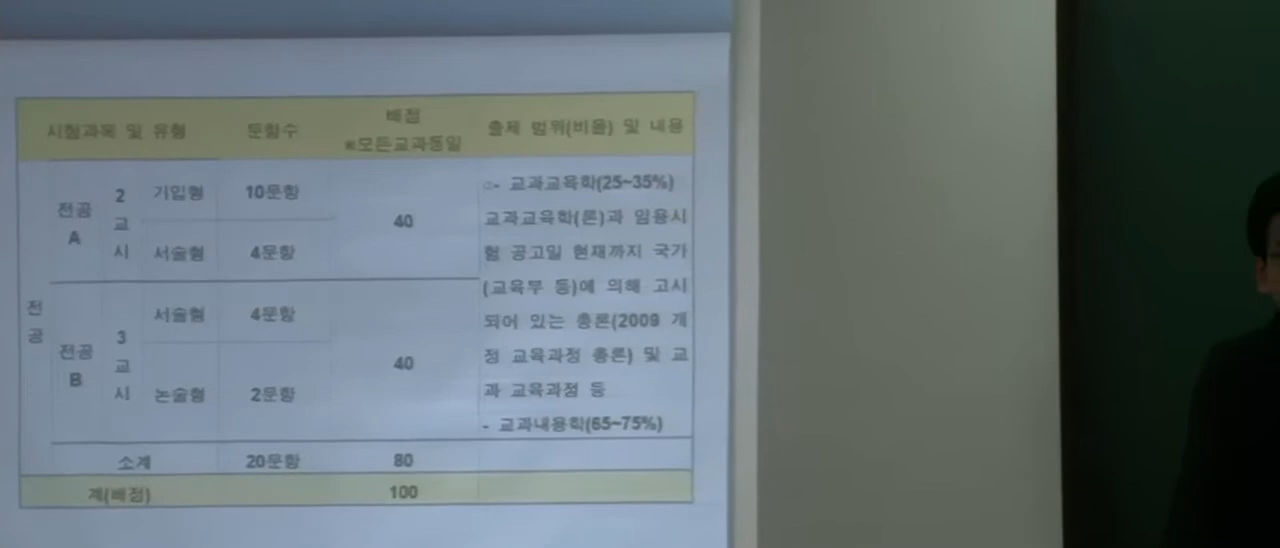 시험과목 및 유형 문항수 배점 출제 범위(비율) 및 내용
※모든교과동일
전공
전공 A
2교시
기입형 10문항 40
서술형 4문항
전공 B
3교시
서술형 4문항 40
논술형 2문항
- 교과교육학(25~35%)
교과교육학(론)과 임용시
험 공고일 현재까지 국가
(교육부 등)에 의해 고시
되어 있는 총론(2009 개
정 교육과정 총론) 및 교
과 교육과정 등
- 교과내용학(65~75%)
소계 20문항 80
계(배점) 100